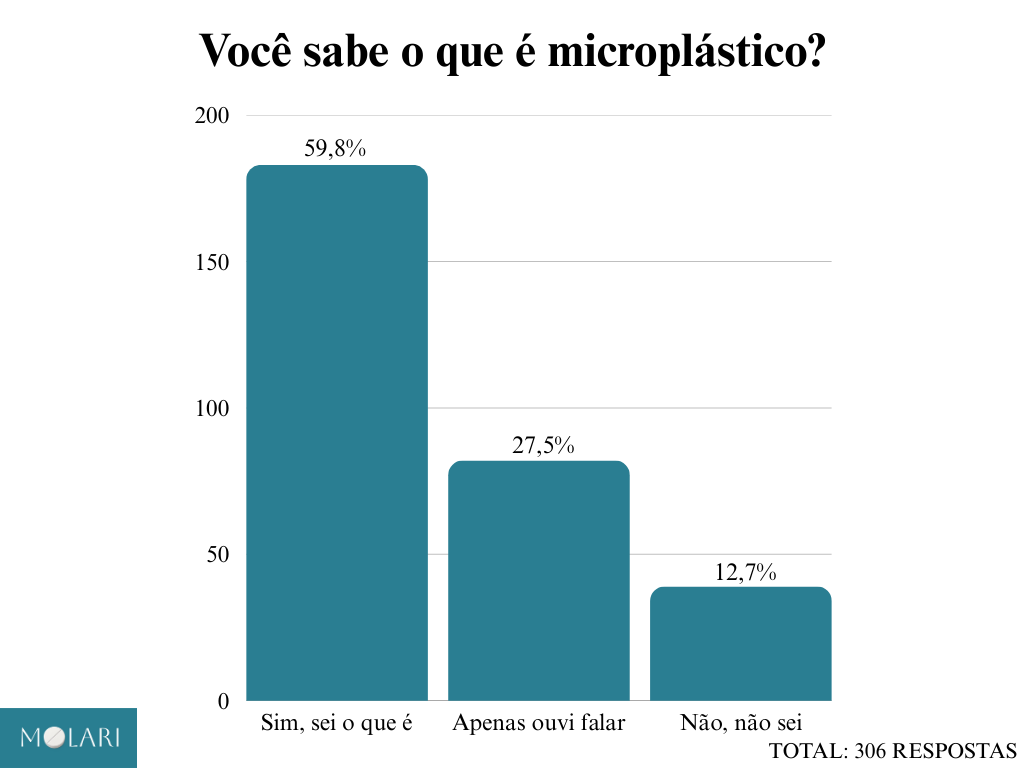 Você sabe o que é microplástico?
200
59,8%
150
100
27,5%
50
12,7%
0
Sim, sei o que é
Apenas ouvi falar
Não, não sei
MOLARI
TOTAL: 306 RESPOSTAS